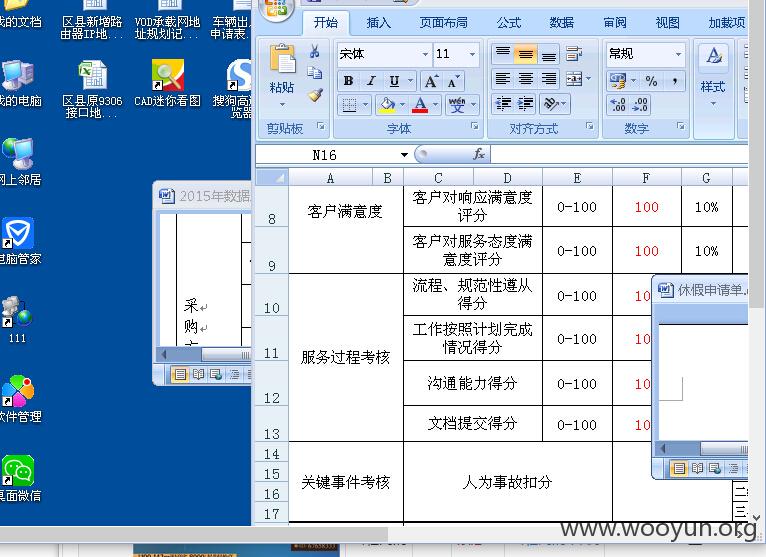 我的文档
区县新增路
由器IP地...
VOD承载网地
址规划记...
车辆出
申请表.
我的电脑
区县原9306
接口地...
CAD迷你看图
搜狗高
览器
网上邻居
电脑管家
111
软件管理
桌面微信
开始
插入
页面布局
公式
数据
审阅
视图
加载项
宋体
11
常规
粘贴
B I U
A A
样式
%
剪贴板
字体
对齐方式
数字
N16
fx
A B C D E F G
8
客户满意度
客户对响应满意度
评分
0-100
100
10%
9
客户对服务态度满
意度评分
0-100
100
10%
10
流程、规范性遵从
得分
0-100
10
11
服务过程考核
工作按照计划完成
情况得分
0-100
10
12
沟通能力得分
0-100
10
13
文档提交得分
0-100
10
14
15
关键事件考核
人为事故扣分
16
17
2015年数据
采
购
休假申请单.
www.wooyun.org